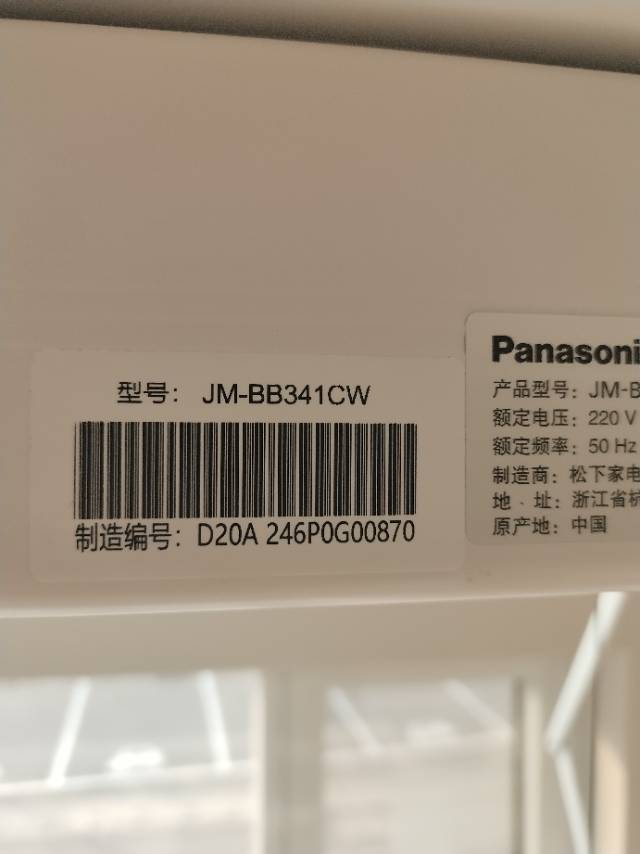 型号： JM-BB341CW
制造编号：D20A 246P0G00870
Panasoni
产品型号：JM-B
额定电压：220 V
额定频率：50 Hz
制造商：松下家电
地 · 址：浙江省杭
原产地：中国